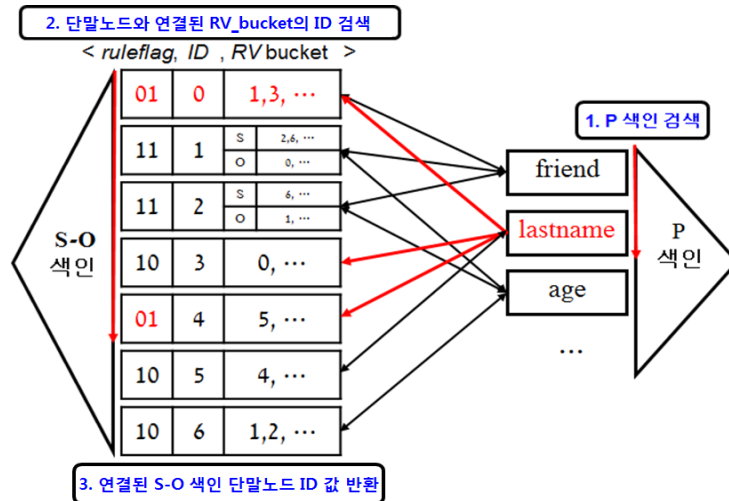 2. 단말노드와 연결된 RV_bucket의 ID 검색
< ruleflag, ID , RV bucket >
1. P 색인 검색
01 0 1,3, ⋯
11 1 S 2,6, ⋯
O 0, ⋯
11 2 S 6, ⋯
O 1, ⋯
10 3 0, ⋯
01 4 5, ⋯
10 5 4, ⋯
10 6 1,2, ⋯
S-O
색인
friend
lastname
age
⋯
P
색인
3. 연결된 S-O 색인 단말노드 ID 값 반환